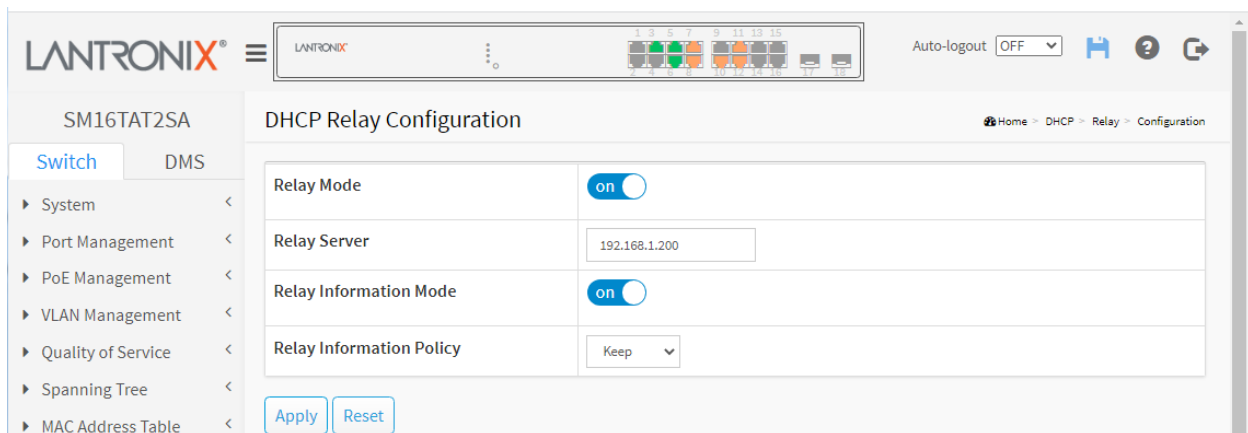 LANTRONIX®
LANTRONIX®
1 3 5 7 9 11 13 15
2 4 6 8 10 12 14 16 17 18
Auto-logout OFF
SM16TAT2SA
DHCP Relay Configuration
Home > DHCP > Relay > Configuration
Switch DMS
System
Port Management
PoE Management
VLAN Management
Quality of Service
Spanning Tree
MAC Address Table
Relay Mode on
Relay Server 192.168.1.200
Relay Information Mode on
Relay Information Policy Keep
Apply Reset